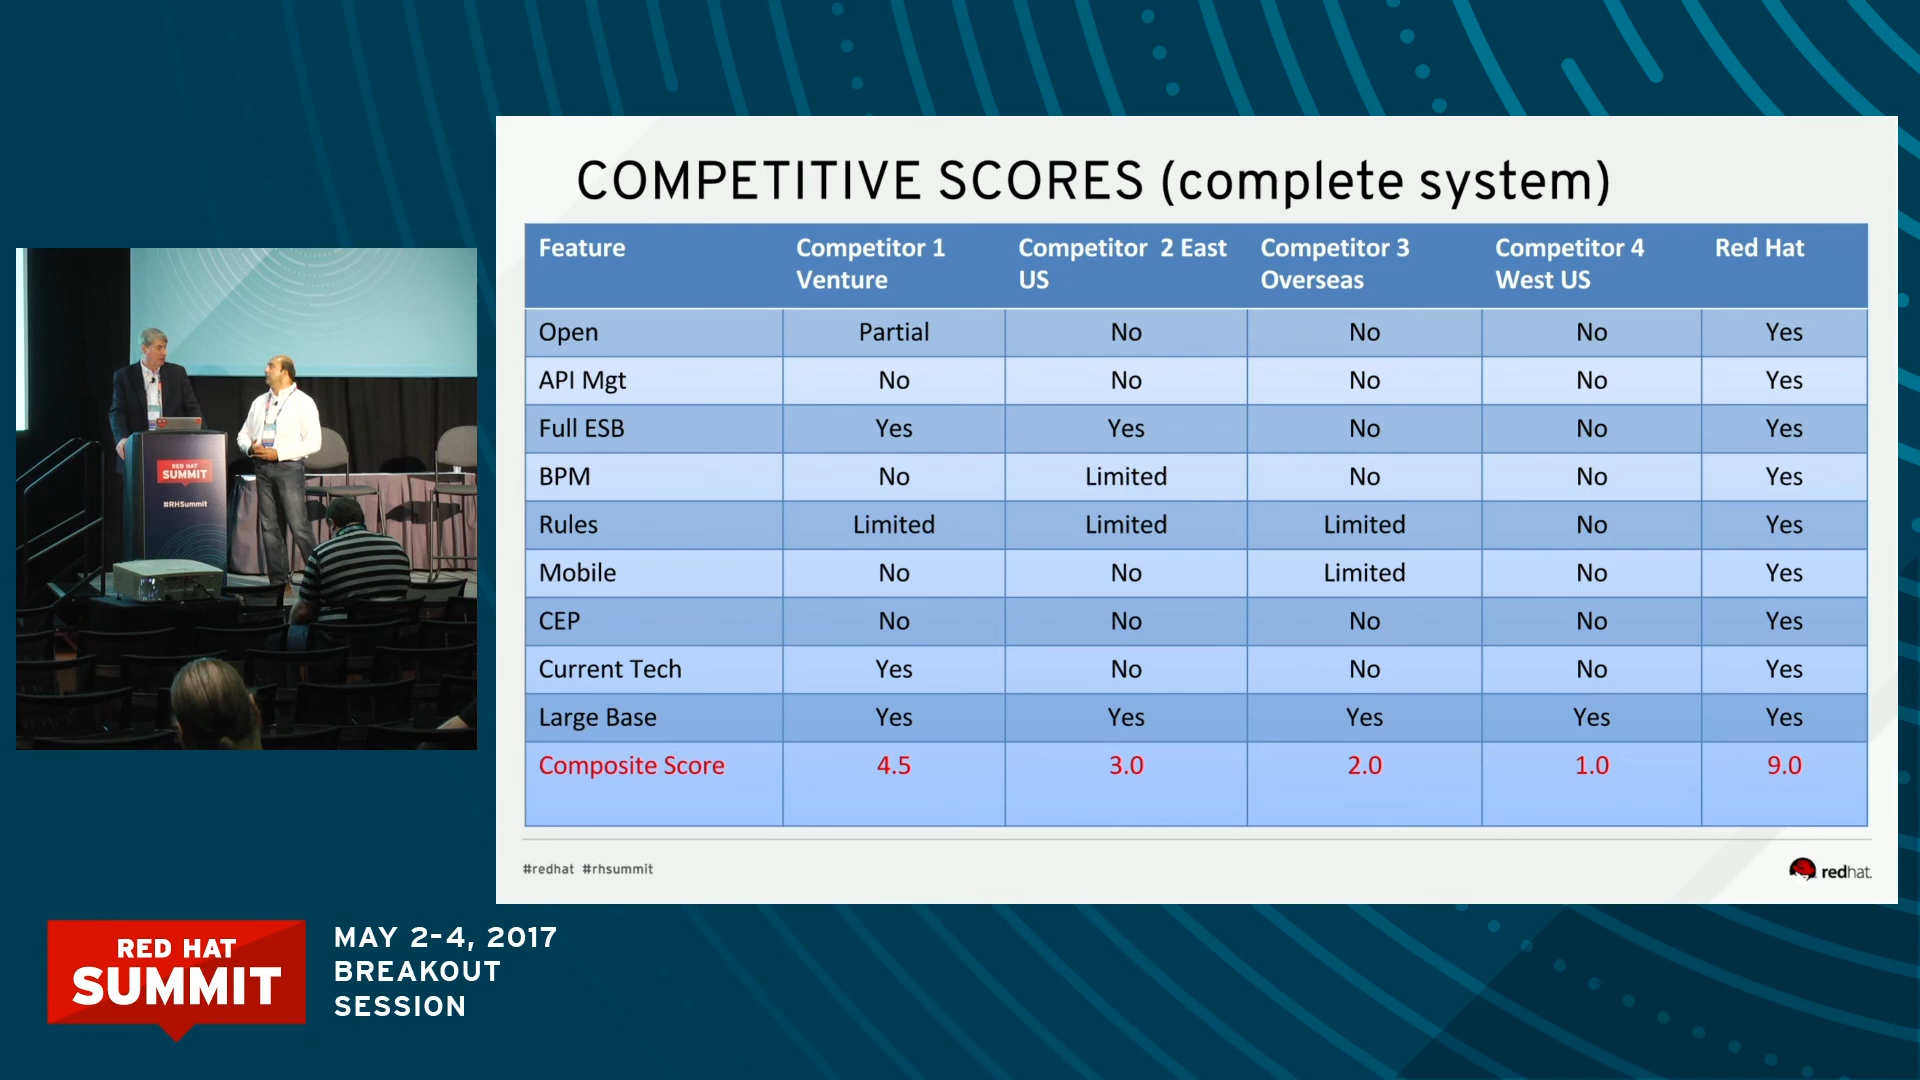 COMPETITIVE SCORES (complete system)
Feature Competitor 1 Venture Competitor 2 East US Competitor 3 Overseas Competitor 4 West US Red Hat
Open Partial No No No Yes
API Mgt No No No No Yes
Full ESB Yes Yes No No Yes
BPM No Limited No No Yes
Rules Limited Limited Limited No Yes
Mobile No No Limited No Yes
CEP No No No No Yes
Current Tech Yes No No No Yes
Large Base Yes Yes Yes Yes Yes
Composite Score 4.5 3.0 2.0 1.0 9.0
#redhat #rhsummit
redhat.
RED HAT
SUMMIT
#RHSummit
RED HAT
SUMMIT
MAY 2-4, 2017
BREAKOUT
SESSION